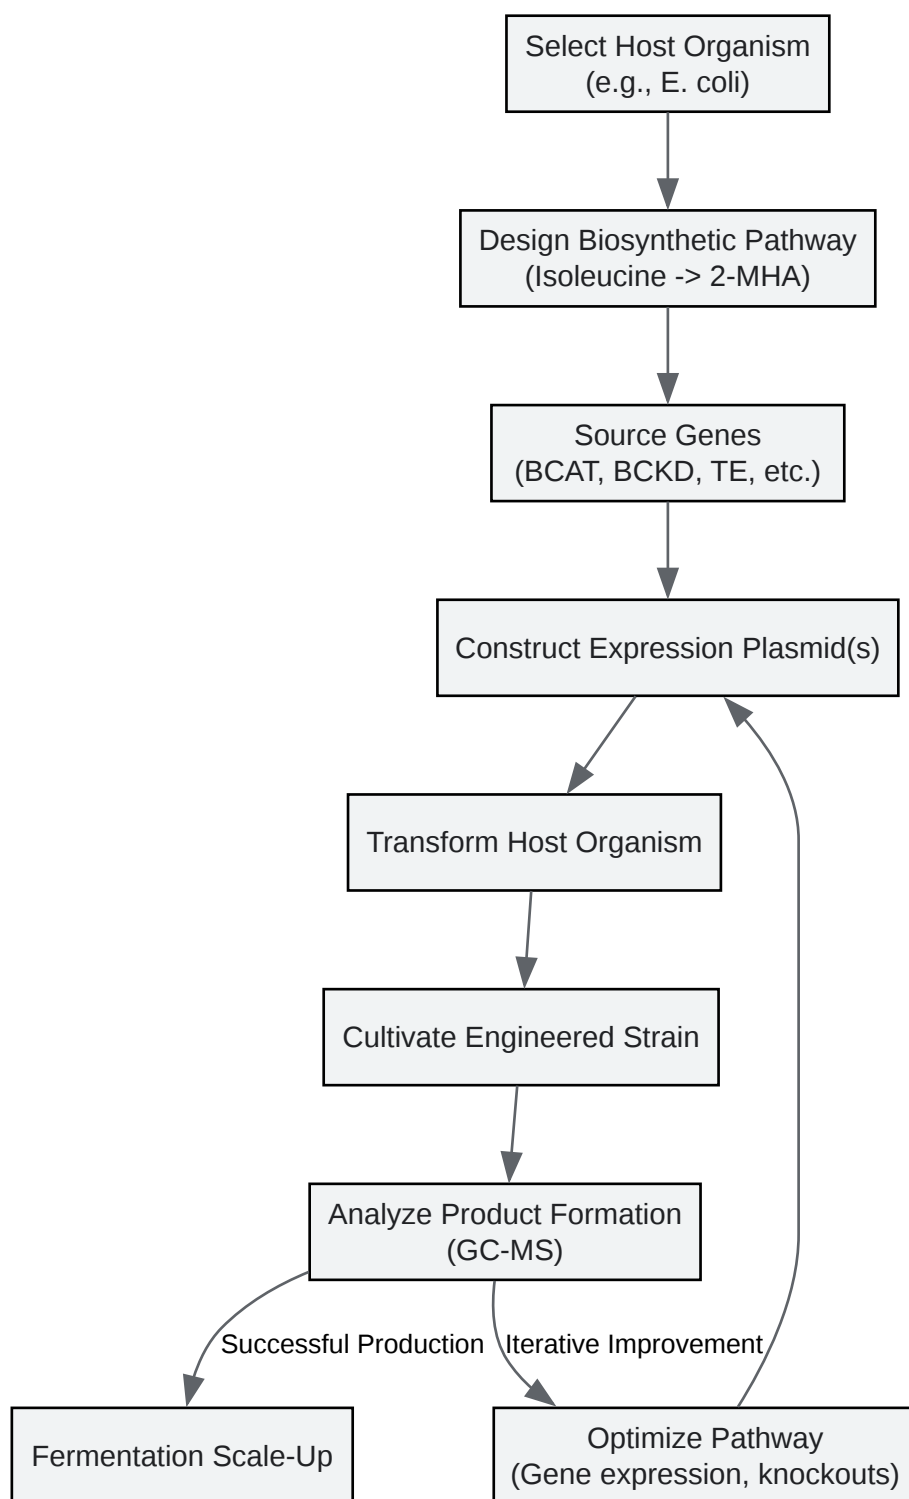 Select Host Organism
(e.g., E. coli)
Design Biosynthetic Pathway
(Isoleucine -> 2-MHA)
Source Genes
(BCAT, BCKD, TE, etc.)
Construct Expression Plasmid(s)
Transform Host Organism
Cultivate Engineered Strain
Analyze Product Formation
(GC-MS)
Successful Production
Iterative Improvement
Fermentation Scale-Up
Optimize Pathway
(Gene expression, knockouts)